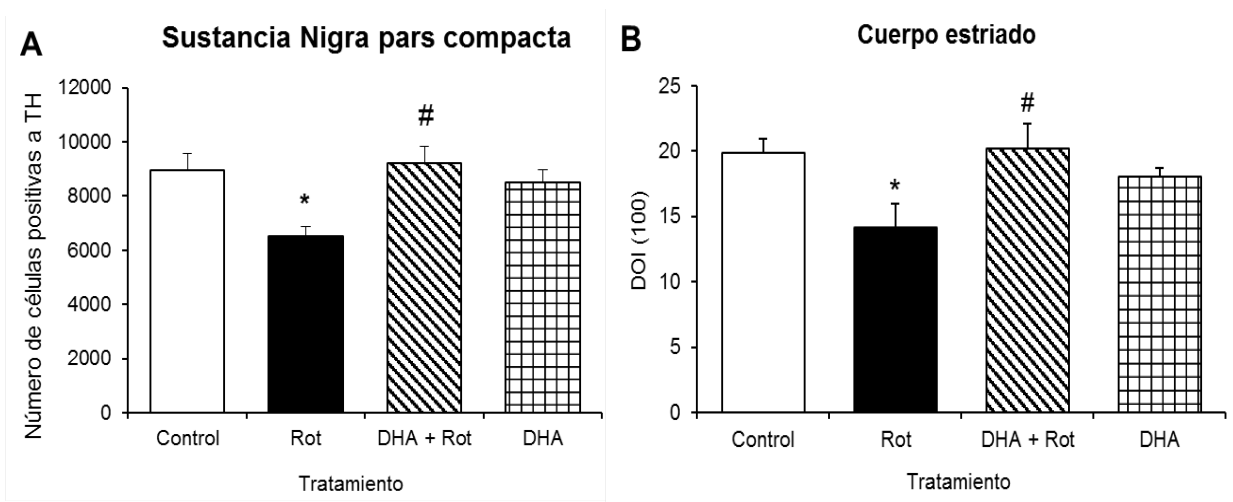 A
Sustancia Nigra pars compacta
Número de células positivas a TH
12000
10000
8000
6000
4000
2000
0
*
#
Control
Rot
DHA + Rot
DHA
Tratamiento
B
Cuerpo estriado
DOI (100)
25
20
15
10
5
0
*
#
Control
Rot
DHA + Rot
DHA
Tratamiento